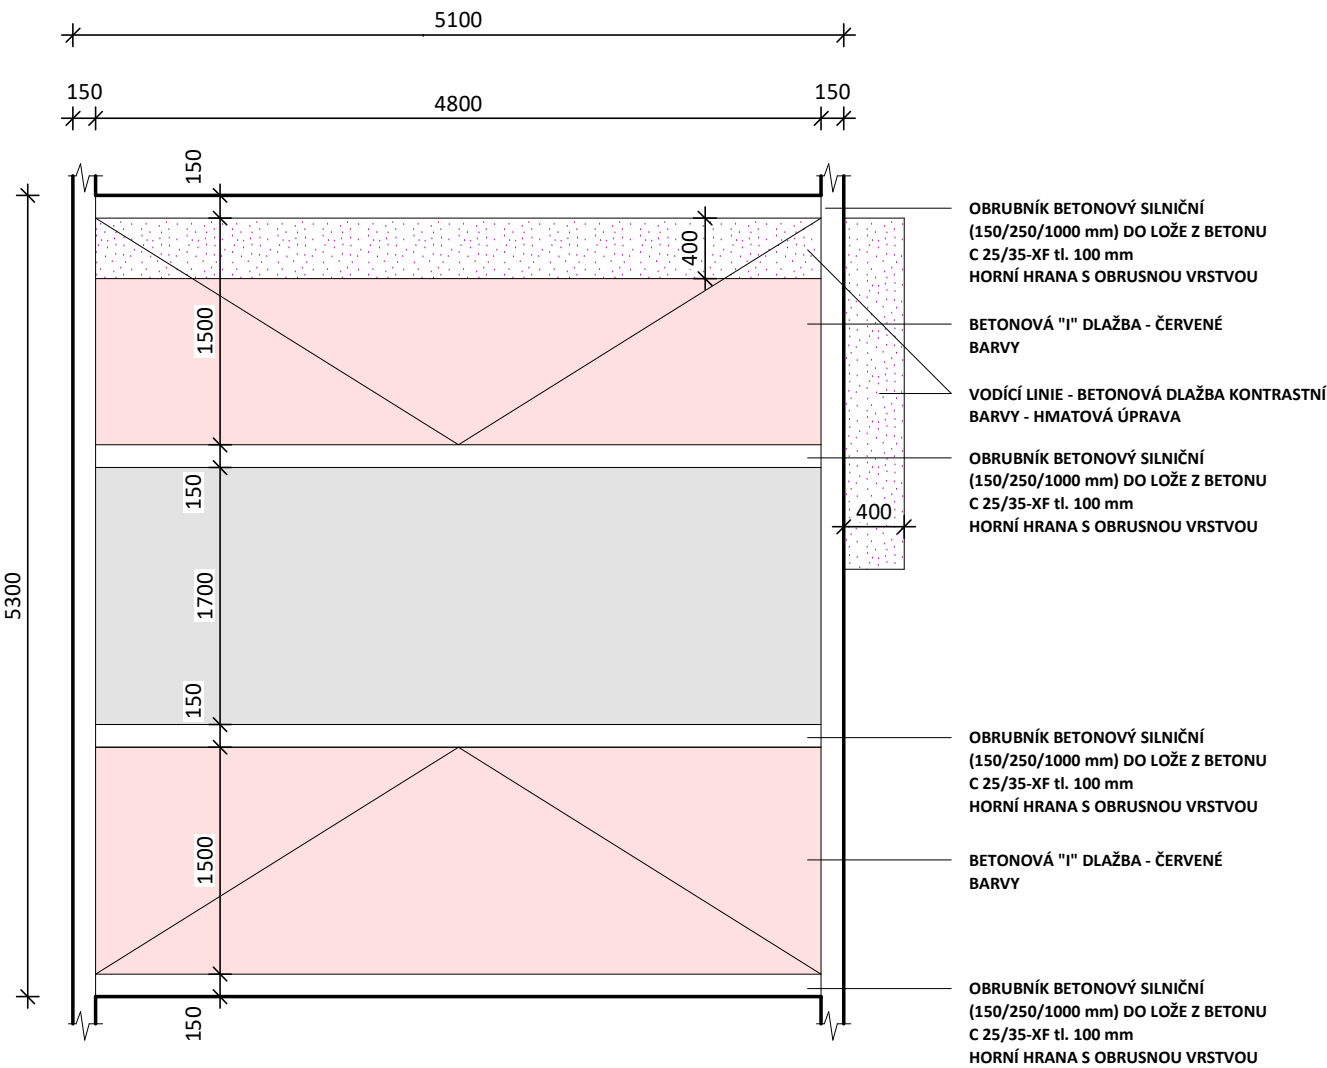 5100
150
4800
150
150
400
1500
150
400
5300
1700
150
1500
150
OBRUBNÍK BETONOVÝ SILNIČNÍ
(150/250/1000 mm) DO LOŽE Z BETONU
C 25/35-XF tl. 100 mm
HORNÍ HRANA S OBRUSNOU VRSTVOU
BETONOVÁ "I" DLAŽBA - ČERVENÉ
BARVY
VODÍCÍ LINIE - BETONOVÁ DLAŽBA KONTRASTNÍ
BARVY - HMATOVÁ ÚPRAVA
OBRUBNÍK BETONOVÝ SILNIČNÍ
(150/250/1000 mm) DO LOŽE Z BETONU
C 25/35-XF tl. 100 mm
HORNÍ HRANA S OBRUSNOU VRSTVOU
OBRUBNÍK BETONOVÝ SILNIČNÍ
(150/250/1000 mm) DO LOŽE Z BETONU
C 25/35-XF tl. 100 mm
HORNÍ HRANA S OBRUSNOU VRSTVOU
BETONOVÁ "I" DLAŽBA - ČERVENÉ
BARVY
OBRUBNÍK BETONOVÝ SILNIČNÍ
(150/250/1000 mm) DO LOŽE Z BETONU
C 25/35-XF tl. 100 mm
HORNÍ HRANA S OBRUSNOU VRSTVOU